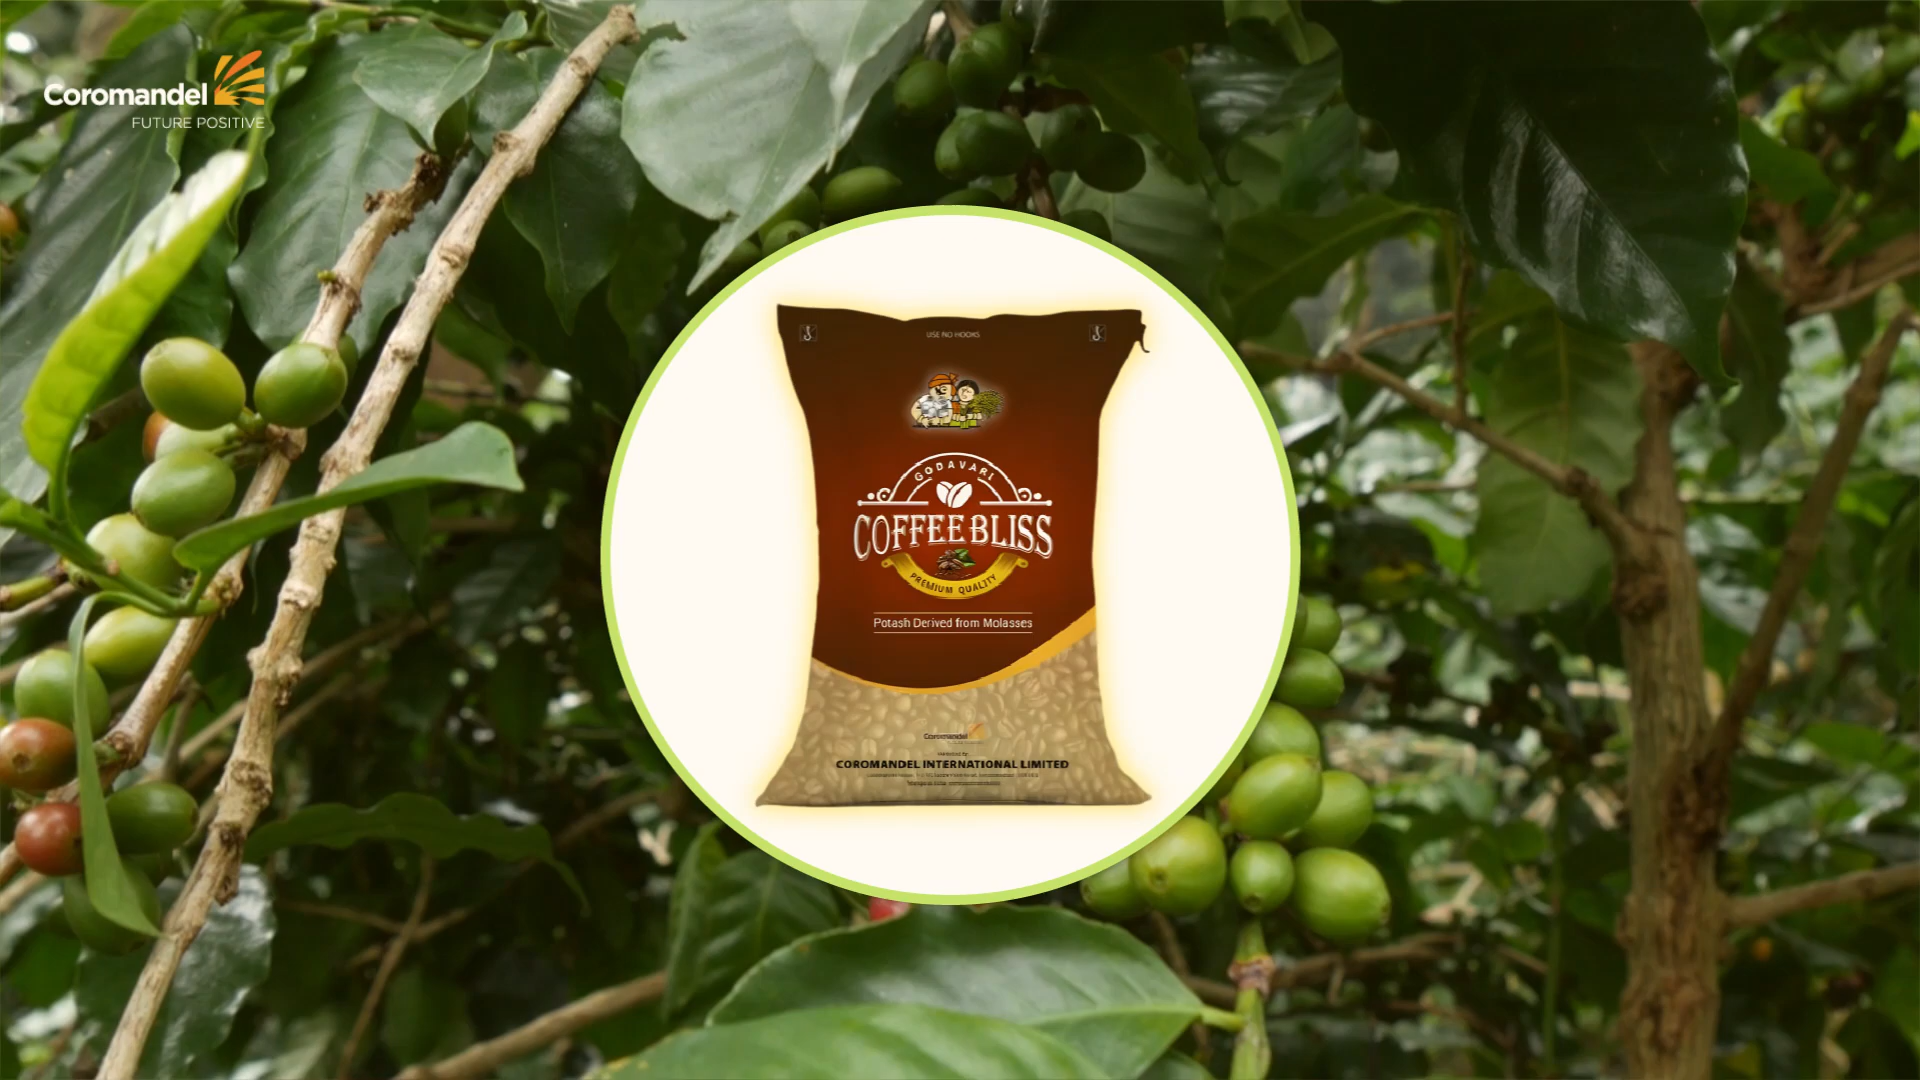 Coromandel
FUTURE POSITIVE
USE NO HOOKS
GODAVARI
COFFEE BLISS
PREMIUM QUALITY
Potash Derived from Molasses
Coromandel
COROMANDEL INTERNATIONAL LIMITED